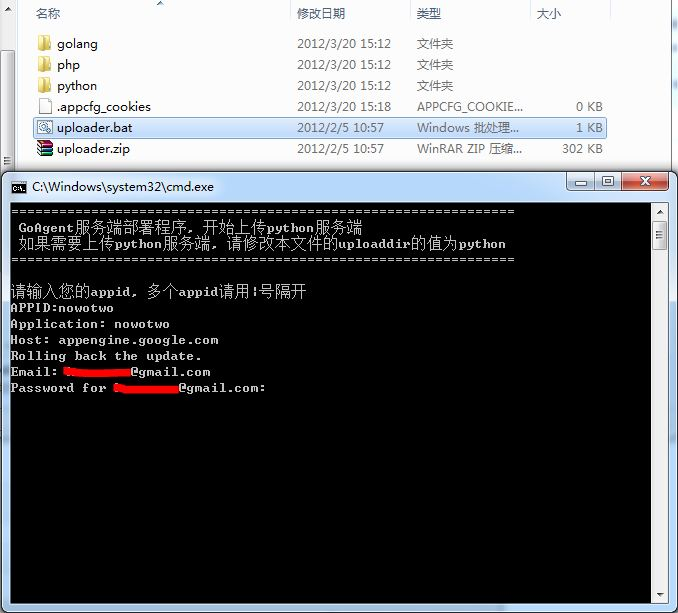 名称 修改日期 类型 大小
golang 2012/3/20 15:12 文件夹
php 2012/3/20 15:12 文件夹
python 2012/3/20 15:12 文件夹
.appcfg_cookies 2012/3/20 15:18 APPCFG_COOKIE... 0 KB
uploader.bat 2012/2/5 10:57 Windows 批处理... 1 KB
uploader.zip 2012/2/5 10:57 WinRAR ZIP 压缩... 302 KB
C:\Windows\system32\cmd.exe
===============================================================
GoAgent服务端部署程序, 开始上传python服务端
如果需要上传python服务端, 请修改本文件的uploaddir的值为python
===============================================================
请输入您的appid, 多个appid请用|号隔开
APPID:nowotwo
Application: nowotwo
Host: appengine.google.com
Rolling back the update.
Email: @gmail.com
Password for @gmail.com: